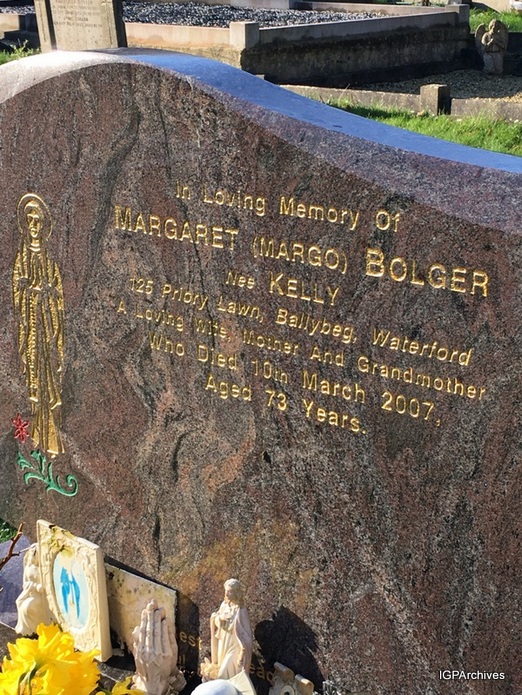 In Loving Memory Of
MARGARET (MARGO) BOLGER
Nee KELLY
125 Priory Lawn, Ballybeg, Waterford
A Loving Wife, Mother And Grandmother
Who Died 10th March 2007,
Aged 73 Years.
IGPArchives